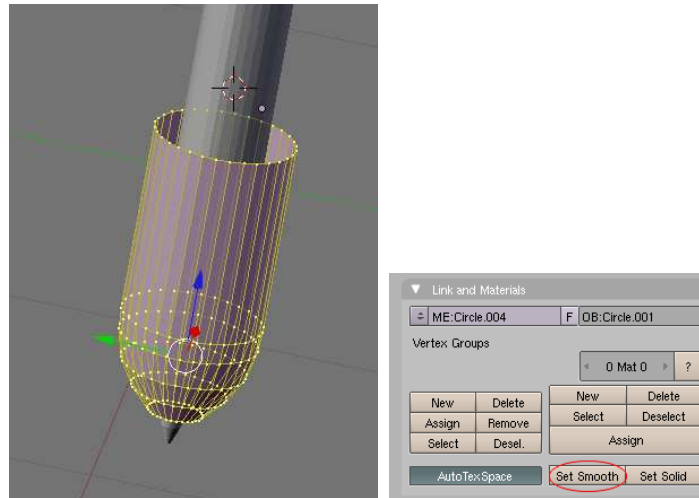 Link and Materials
ME:Circle.004 F OB:Circle.001
Vertex Groups
0 Mat 0 ?
New Delete New Delete
Assign Remove Select Deselect
Select Desel. Assign
AutoTexSpace Set Smooth Set Solid